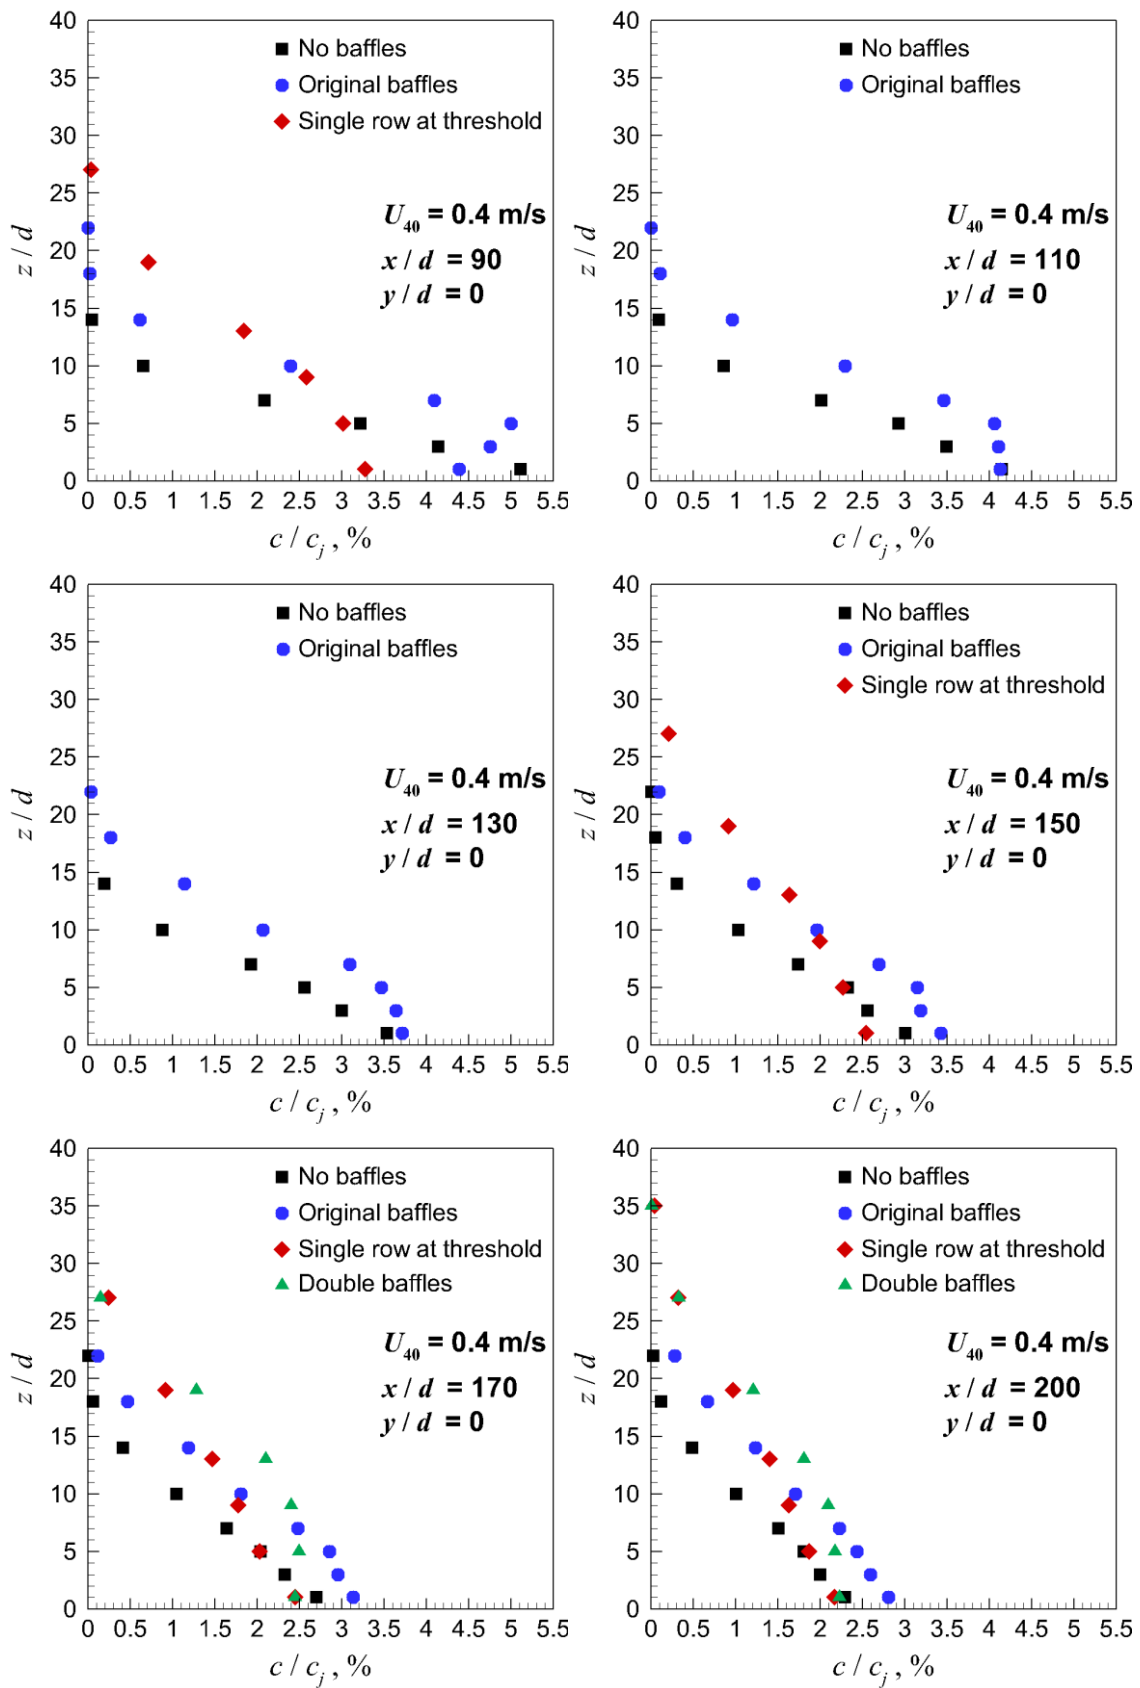 40
35
30
25
20
15
10
5
0
z / d
No baffles
Original baffles
Single row at threshold
U40 = 0.4 m/s
x / d = 90
y / d = 0
0 0.5 1 1.5 2 2.5 3 3.5 4 4.5 5 5.5
c / cj , %
40
35
30
25
20
15
10
5
0
z / d
Original baffles
U40 = 0.4 m/s
x / d = 110
y / d = 0
0 0.5 1 1.5 2 2.5 3 3.5 4 4.5 5 5.5
c / cj , %
40
35
30
25
20
15
10
5
0
z / d
No baffles
Original baffles
U40 = 0.4 m/s
x / d = 130
y / d = 0
0 0.5 1 1.5 2 2.5 3 3.5 4 4.5 5 5.5
c / cj , %
40
35
30
25
20
15
10
5
0
z / d
No baffles
Original baffles
Single row at threshold
U40 = 0.4 m/s
x / d = 150
y / d = 0
0 0.5 1 1.5 2 2.5 3 3.5 4 4.5 5 5.5
c / cj , %
40
35
30
25
20
15
10
5
0
z / d
No baffles
Original baffles
Single row at threshold
Double baffles
U40 = 0.4 m/s
x / d = 170
y / d = 0
0 0.5 1 1.5 2 2.5 3 3.5 4 4.5 5 5.5
c / cj , %
40
35
30
25
20
15
10
5
0
z / d
No baffles
Original baffles
Single row at threshold
Double baffles
U40 = 0.4 m/s
x / d = 200
y / d = 0
0 0.5 1 1.5 2 2.5 3 3.5 4 4.5 5 5.5
c / cj , %